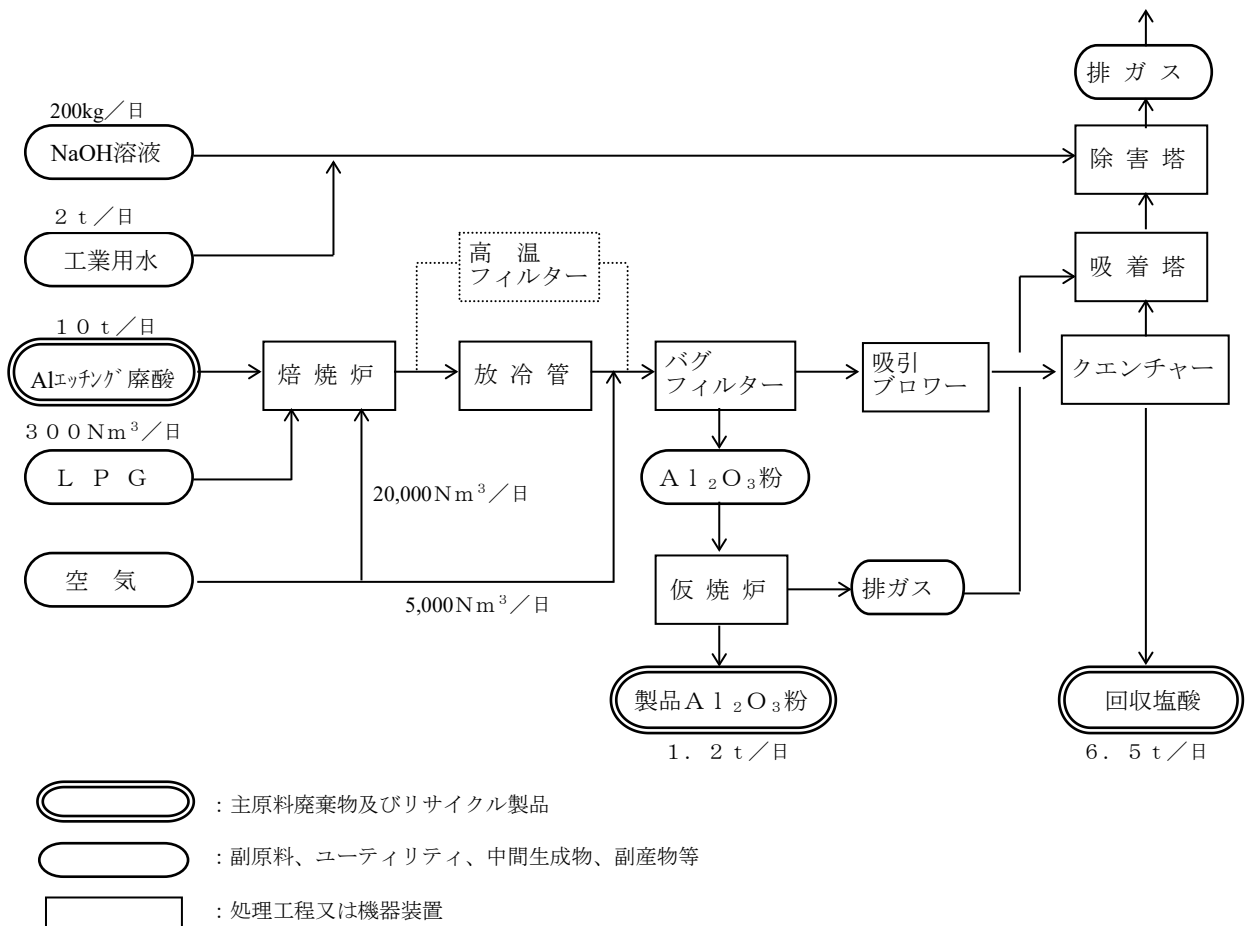 排 ガ ス
200kg／日
NaOH溶液
除 害 塔
２ｔ／日
工業用水
高　温
フィルター
吸 着 塔
１０ｔ／日
Alｴｯﾁﾝｸﾞ廃酸
焙 焼 炉
放 冷 管
バグ
フィルター
吸引
ブロワー
クエンチャー
３００Ｎｍ³／日
Ｌ Ｐ Ｇ
Ａｌ₂Ｏ₃粉
20,000Ｎｍ³／日
空　気
5,000Ｎｍ³／日
仮 焼 炉
排ガス
製品Ａｌ₂Ｏ₃粉
回収塩酸
１．２ｔ／日
６．５ｔ／日
：主原料廃棄物及びリサイクル製品
：副原料、ユーティリティ、中間生成物、副産物等
：処理工程又は機器装置